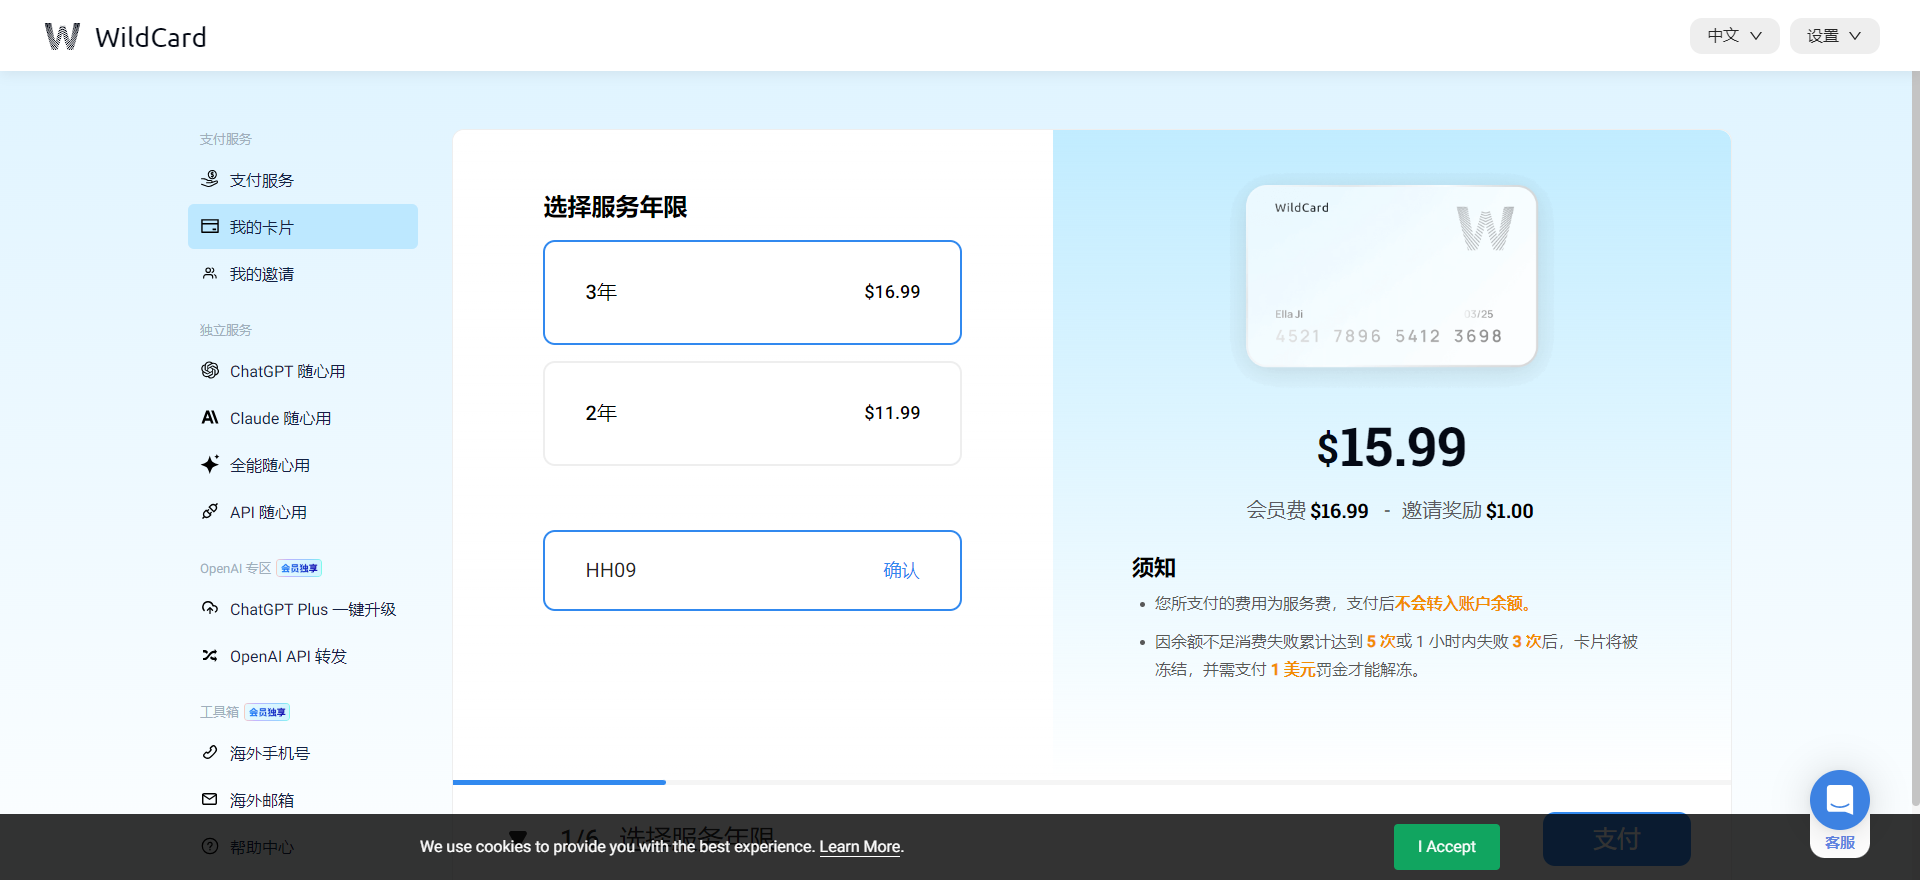 WildCard
中文
设置
支付服务
支付服务
我的卡片
我的邀请
独立服务
ChatGPT 随心用
Claude 随心用
全能随心用
API 随心用
OpenAI 专区 会员独享
ChatGPT Plus 一键升级
OpenAI API 转发
工具箱 会员独享
海外手机号
海外邮箱
帮助中心
选择服务年限
3年 $16.99
2年 $11.99
HH09 确认
WildCard
Ella Ji 03/25
4521 7896 5412 3698
$15.99
会员费 $16.99 - 邀请奖励 $1.00
须知
您所支付的费用为服务费，支付后不会转入账户余额。
因余额不足消费失败累计达到 5 次或 1 小时内失败 3 次后，卡片将被
冻结，并需支付 1 美元罚金才能解冻。
1/6 选择服务年限
支付
We use cookies to provide you with the best experience. Learn More.
I Accept
客服